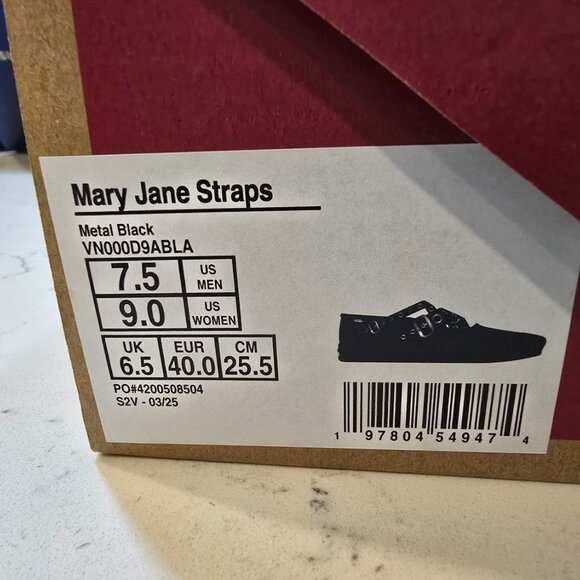 Mary Jane Straps
Metal Black
VN000D9ABLA
7.5 US MEN
9.0 US WOMEN
UK EUR CM
6.5 40.0 25.5
PO#4200508504
S2V - 03/25
1 97804 54947 4